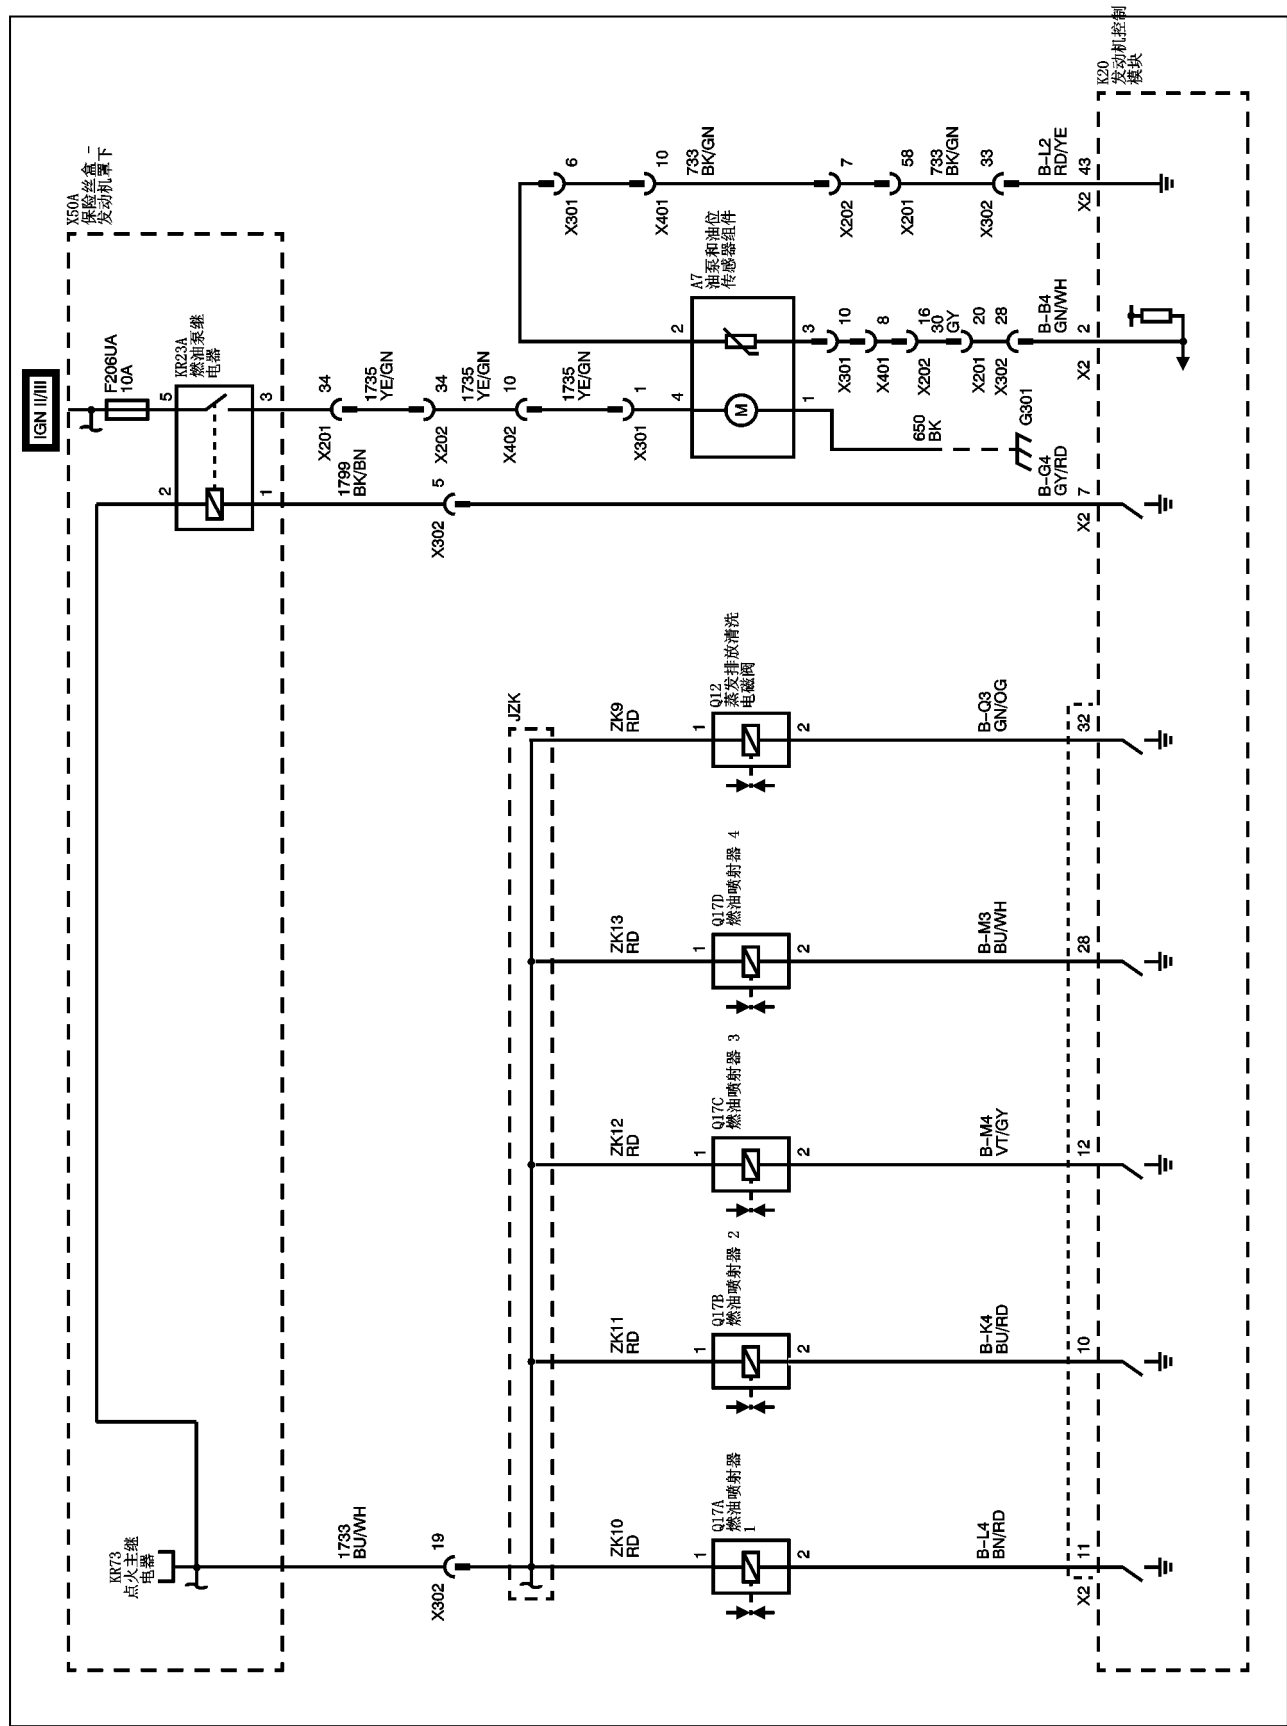 KR73
点火主继
电器
X50A
保险丝盒 -
发动机罩下
IGN II/III
F206UA
10A
KR23A
燃油泵继
电器
5
3
2
1
1733
BU/WH
X302
19
1799
BK/BN
X302
5
X201
34
1735
YE/GN
X202
34
1735
YE/GN
X402
10
1735
YE/GN
X301
1
JZK
ZK10
RD
ZK11
RD
ZK12
RD
ZK13
RD
ZK9
RD
Q17A
燃油喷射器
1
1
2
Q17B
燃油喷射器 2
1
2
Q17C
燃油喷射器 3
1
2
Q17D
燃油喷射器 4
1
2
Q12
蒸发排放清洗
电磁阀
1
2
A7
油泵和油位
传感器组件
4
2
M
1
3
650
BK
G301
X301
10
X401
8
X202
16
30
GY
X201
20
X302
28
B-B4
GN/WH
X2
2
X301
6
X401
10
733
BK/GN
X202
7
X201
58
733
BK/GN
X302
33
B-L2
RD/YE
X2
43
B-G4
GY/RD
X2
7
B-L4
BN/RD
X2
11
B-K4
BU/RD
10
B-M4
VT/GY
12
B-M3
BU/WH
28
B-Q3
GN/OG
32
K20
发动机控制
模块